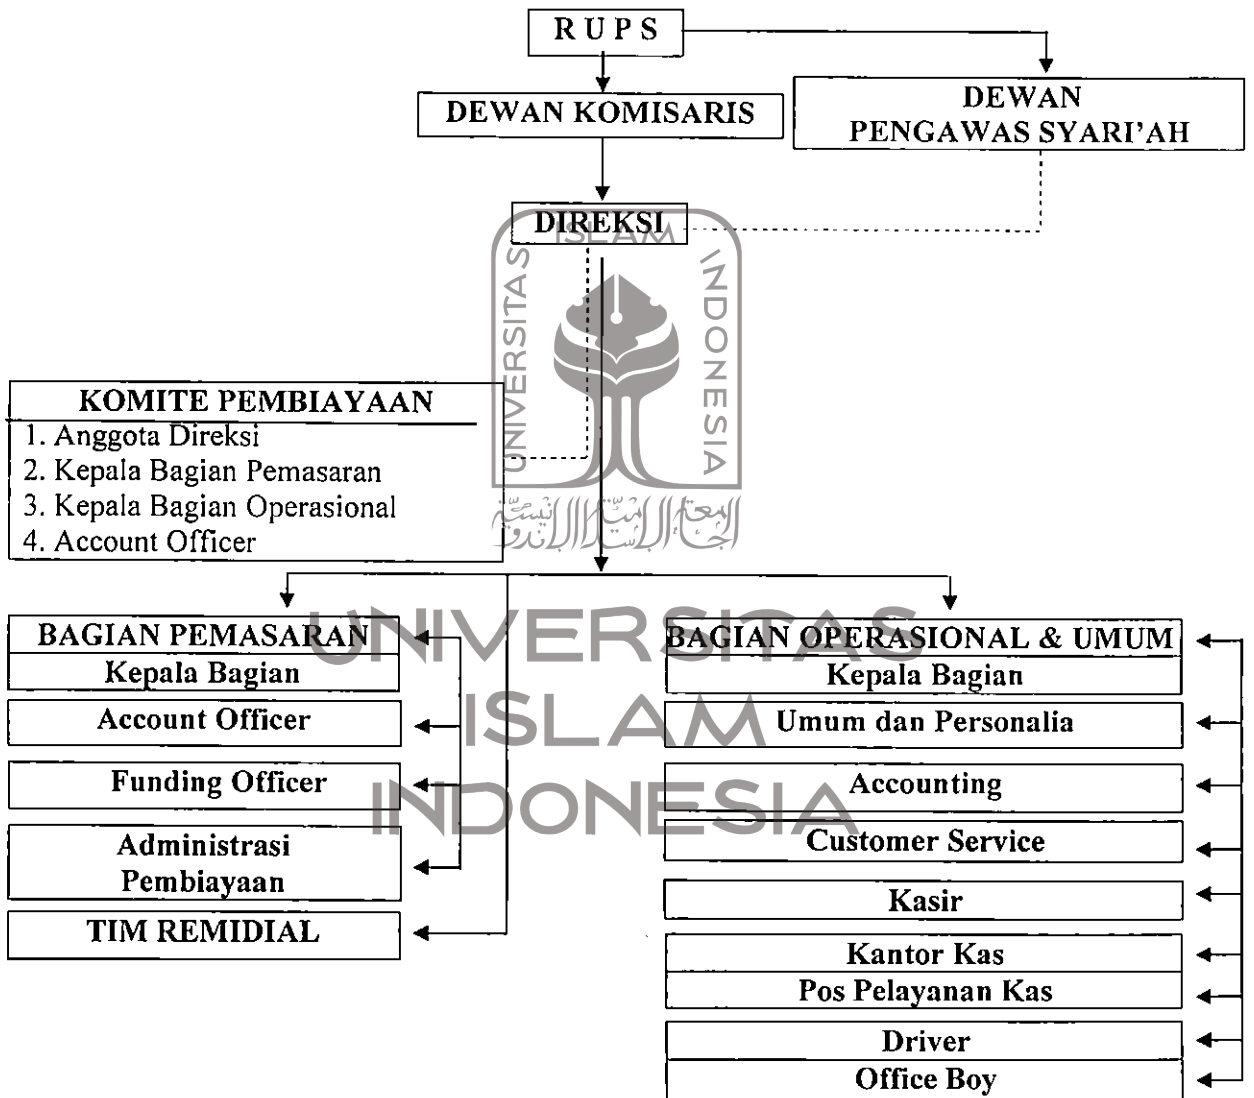 R U P S
DEWAN KOMISARIS
DEWAN
PENGAWAS SYARI'AH
DIREKSI
ISLAM
UNIVERSITAS
INDONESIA
KOMITE PEMBIAYAAN
1. Anggota Direksi
2. Kepala Bagian Pemasaran
3. Kepala Bagian Operasional
4. Account Officer
UNIVERSITAS
ISLAM
INDONESIA
BAGIAN PEMASARAN
Kepala Bagian
Account Officer
Funding Officer
Administrasi
Pembiayaan
TIM REMIDIAL
BAGIAN OPERASIONAL & UMUM
Kepala Bagian
Umum dan Personalia
Accounting
Customer Service
Kasir
Kantor Kas
Pos Pelayanan Kas
Driver
Office Boy